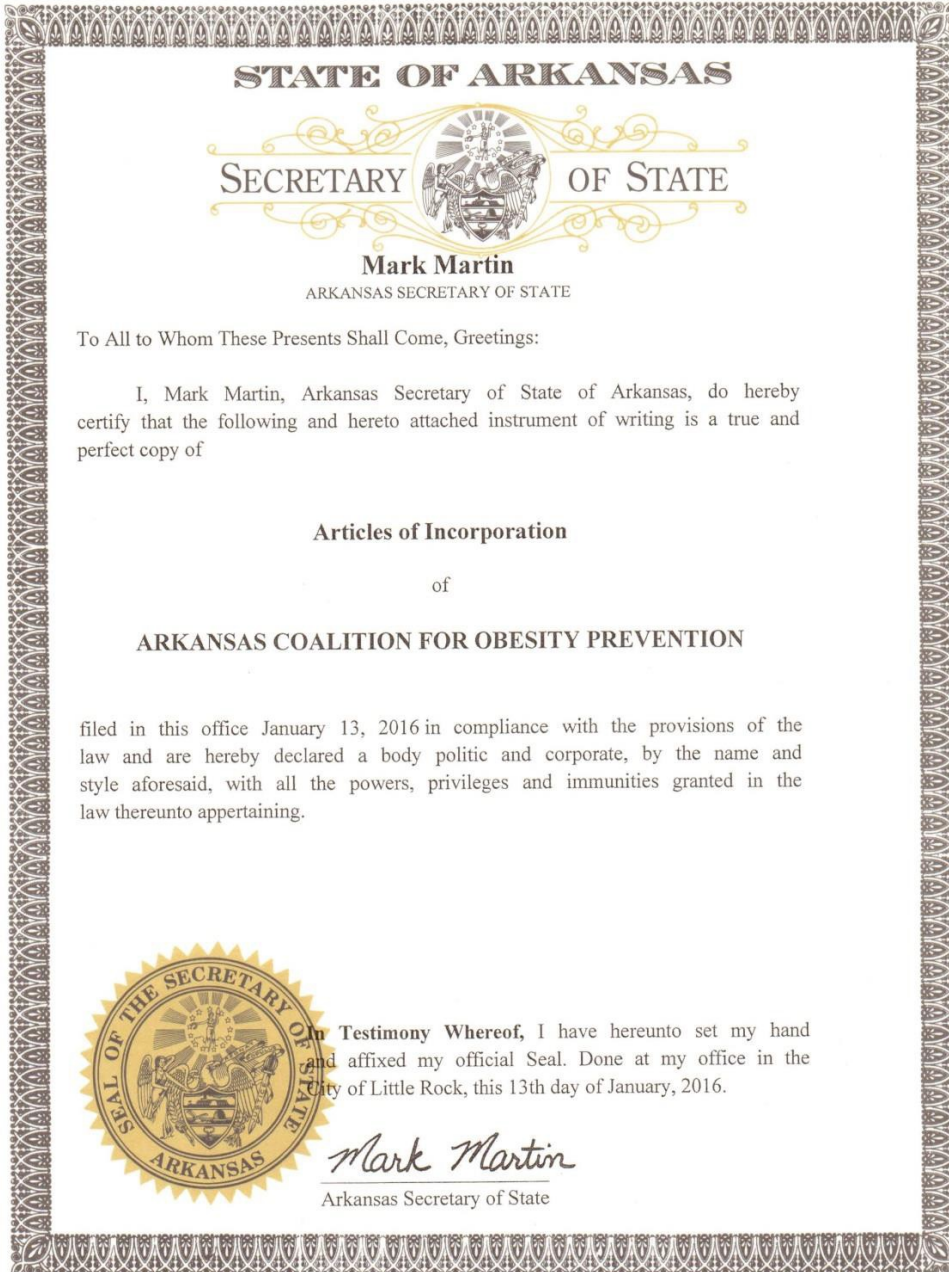 STATE OF ARKANSAS
SECRETARY OF STATE
Mark Martin
ARKANSAS SECRETARY OF STATE
To All to Whom These Presents Shall Come, Greetings:
I, Mark Martin, Arkansas Secretary of State of Arkansas, do hereby
certify that the following and hereto attached instrument of writing is a true and
perfect copy of
Articles of Incorporation
of
ARKANSAS COALITION FOR OBESITY PREVENTION
filed in this office January 13, 2016 in compliance with the provisions of the
law and are hereby declared a body politic and corporate, by the name and
style aforesaid, with all the powers, privileges and immunities granted in the
law thereunto appertaining.
SEAL OF THE SECRETARY OF STATE
ARKANSAS
In Testimony Whereof, I have hereunto set my hand
and affixed my official Seal. Done at my office in the
City of Little Rock, this 13th day of January, 2016.
Mark Martin
Arkansas Secretary of State